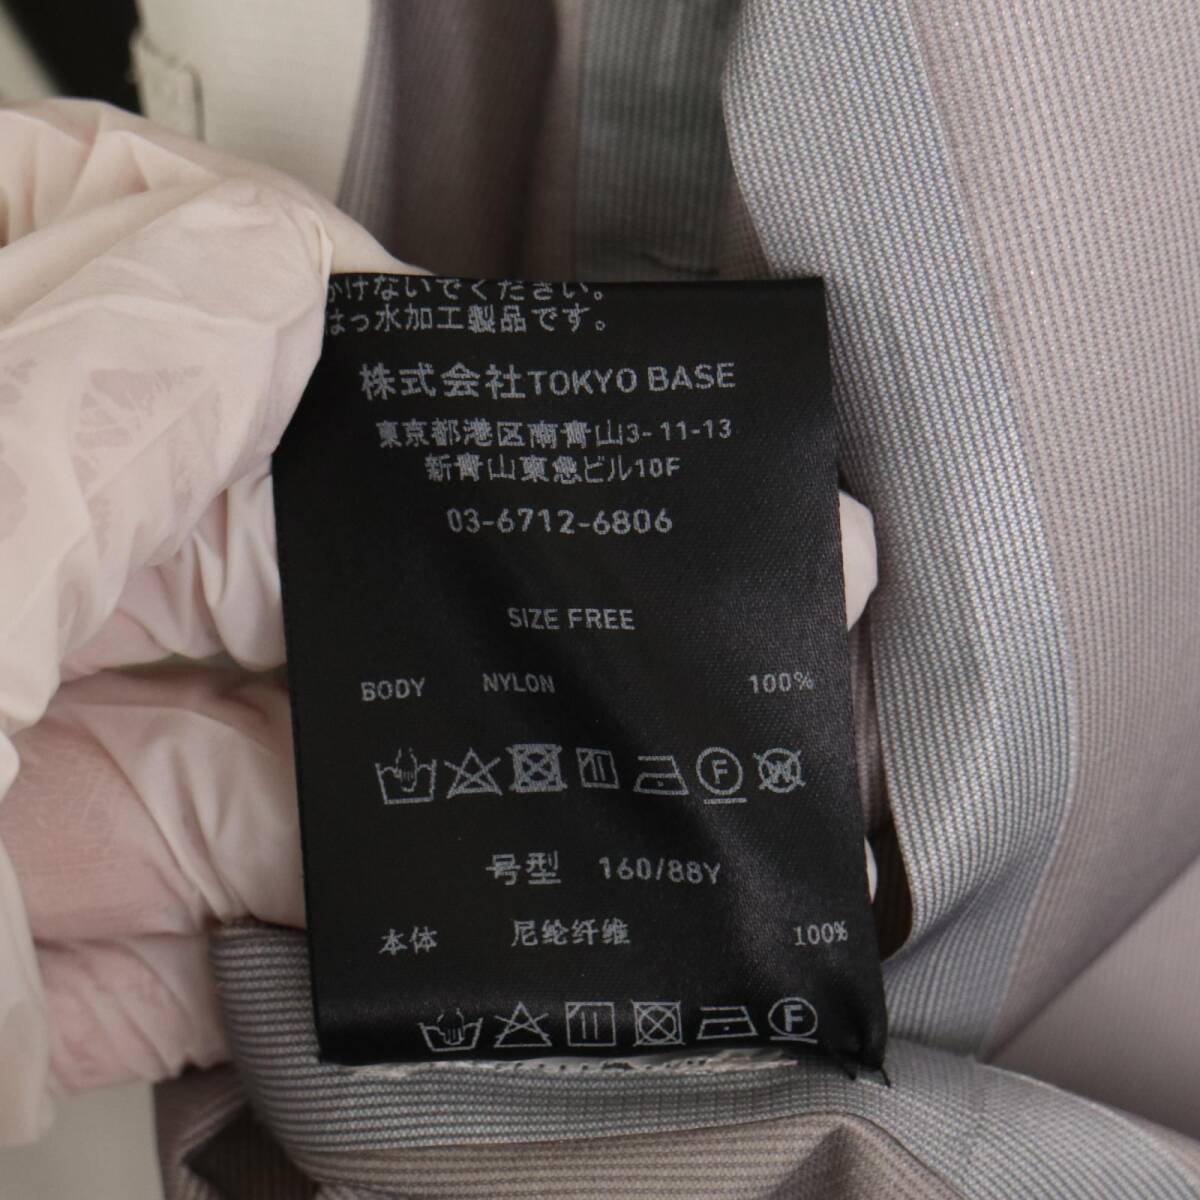 かけないでください。
はっ水加工製品です。
株式会社TOKYO BASE
東京都港区南青山3-11-13
新青山東急ビル10F
03-6712-6806
SIZE FREE
BODY NYLON 100%
号型 160/88Y
本体 尼纶纤维 100%